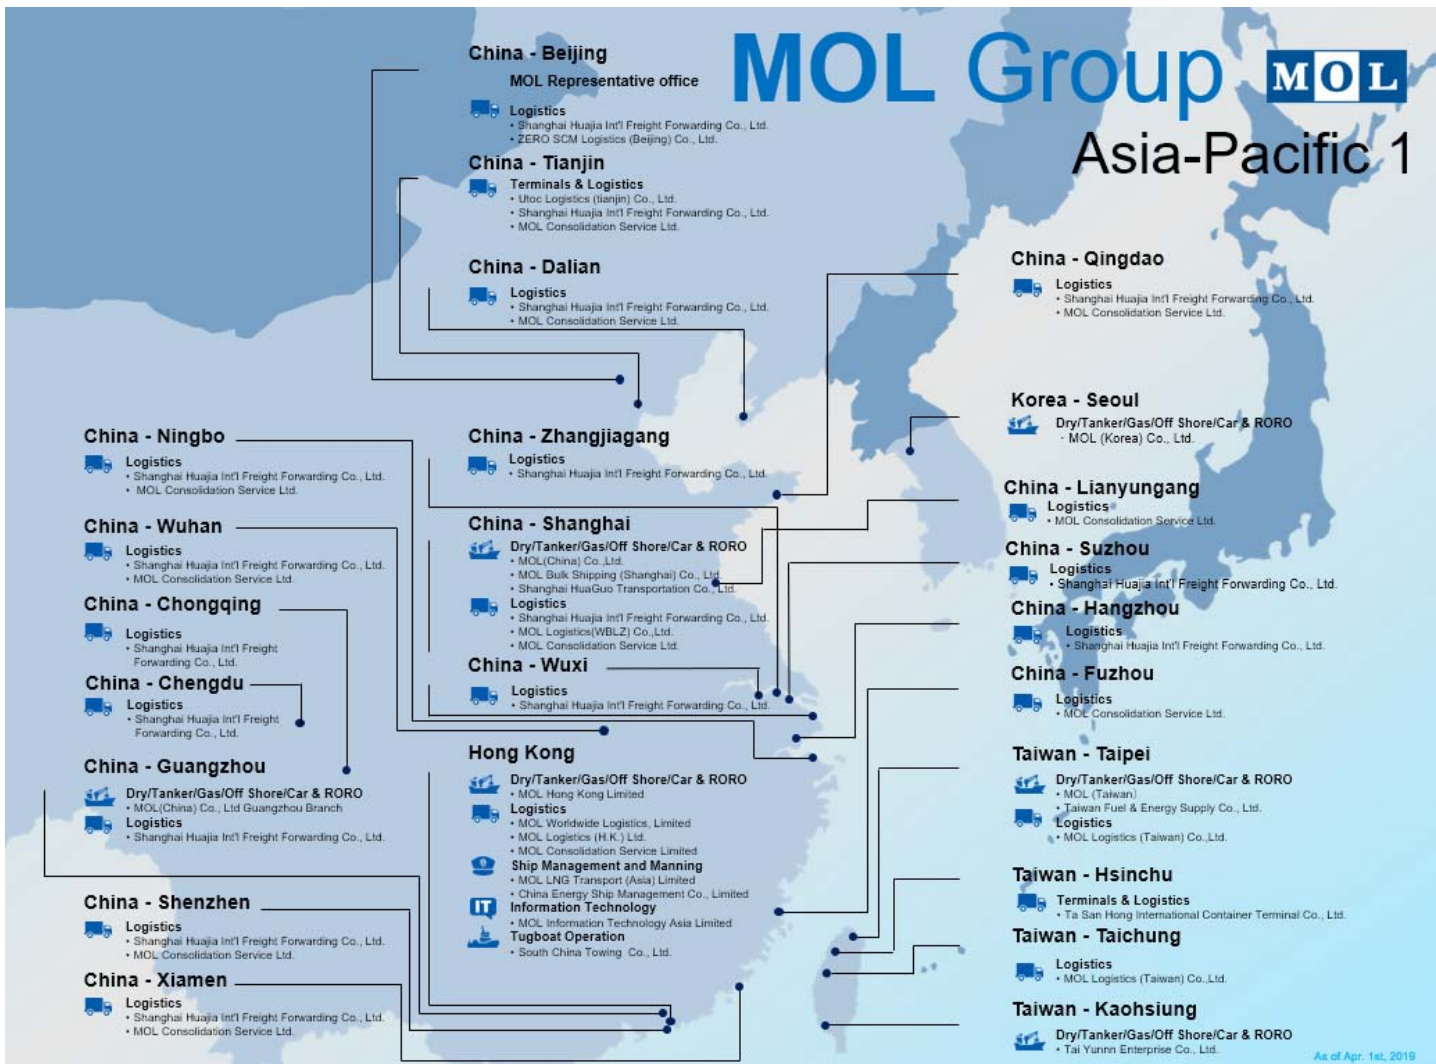 MOL Group MOL
Asia-Pacific 1
China - Beijing
MOL Representative office
Logistics
• Shanghai Huajia Int'l Freight Forwarding Co., Ltd.
• ZERO SCM Logistics (Beijing) Co., Ltd.
China - Tianjin
Terminals & Logistics
• Utoc Logistics (tianjin) Co., Ltd.
• Shanghai Huajia Int'l Freight Forwarding Co., Ltd.
• MOL Consolidation Service Ltd.
China - Dalian
Logistics
• Shanghai Huajia Int'l Freight Forwarding Co., Ltd.
• MOL Consolidation Service Ltd.
China - Ningbo
Logistics
• Shanghai Huajia Int'l Freight Forwarding Co., Ltd.
• MOL Consolidation Service Ltd.
China - Wuhan
Logistics
• Shanghai Huajia Int'l Freight Forwarding Co., Ltd.
• MOL Consolidation Service Ltd.
China - Chongqing
Logistics
• Shanghai Huajia Int'l Freight
Forwarding Co., Ltd.
China - Chengdu
Logistics
• Shanghai Huajia Int'l Freight
Forwarding Co., Ltd.
China - Guangzhou
Dry/Tanker/Gas/Off Shore/Car & RORO
• MOL(China) Co., Ltd Guangzhou Branch
Logistics
• Shanghai Huajia Int'l Freight Forwarding Co., Ltd.
China - Shenzhen
Logistics
• Shanghai Huajia Int'l Freight Forwarding Co., Ltd.
• MOL Consolidation Service Ltd.
China - Xiamen
Logistics
• Shanghai Huajia Int'l Freight Forwarding Co., Ltd.
• MOL Consolidation Service Ltd.
China - Zhangjiagang
Logistics
• Shanghai Huajia Int'l Freight Forwarding Co., Ltd.
China - Shanghai
Dry/Tanker/Gas/Off Shore/Car & RORO
• MOL(China) Co.,Ltd.
• MOL Bulk Shipping (Shanghai) Co., Ltd.
• Shanghai HuaGuo Transportation Co., Ltd.
Logistics
• Shanghai Huajia Int'l Freight Forwarding Co., Ltd.
• MOL Logistics(WBLZ) Co.,Ltd.
• MOL Consolidation Service Ltd.
China - Wuxi
Logistics
• Shanghai Huajia Int'l Freight Forwarding Co., Ltd.
Hong Kong
Dry/Tanker/Gas/Off Shore/Car & RORO
• MOL Hong Kong Limited
Logistics
• MOL Worldwide Logistics, Limited
• MOL Logistics (H.K.) Ltd.
• MOL Consolidation Service Limited
Ship Management and Manning
• MOL LNG Transport (Asia) Limited
• China Energy Ship Management Co., Limited
IT Information Technology
• MOL Information Technology Asia Limited
Tugboat Operation
• South China Towing Co., Ltd.
China - Qingdao
Logistics
• Shanghai Huajia Int'l Freight Forwarding Co., Ltd.
• MOL Consolidation Service Ltd.
Korea - Seoul
Dry/Tanker/Gas/Off Shore/Car & RORO
・MOL (Korea) Co., Ltd.
China - Lianyungang
Logistics
• MOL Consolidation Service Ltd.
China - Suzhou
Logistics
• Shanghai Huajia Int'l Freight Forwarding Co., Ltd.
China - Hangzhou
Logistics
• Shanghai Huajia Int'l Freight Forwarding Co., Ltd.
China - Fuzhou
Logistics
• MOL Consolidation Service Ltd.
Taiwan - Taipei
Dry/Tanker/Gas/Off Shore/Car & RORO
• MOL (Taiwan)
• Taiwan Fuel & Energy Supply Co., Ltd.
Logistics
• MOL Logistics (Taiwan) Co.,Ltd.
Taiwan - Hsinchu
Terminals & Logistics
• Ta San Hong International Container Terminal Co., Ltd.
Taiwan - Taichung
Logistics
• MOL Logistics (Taiwan) Co.,Ltd.
Taiwan - Kaohsiung
Dry/Tanker/Gas/Off Shore/Car & RORO
• Tai Yunnn Enterprise Co., Ltd.
As of Apr. 1st, 2019